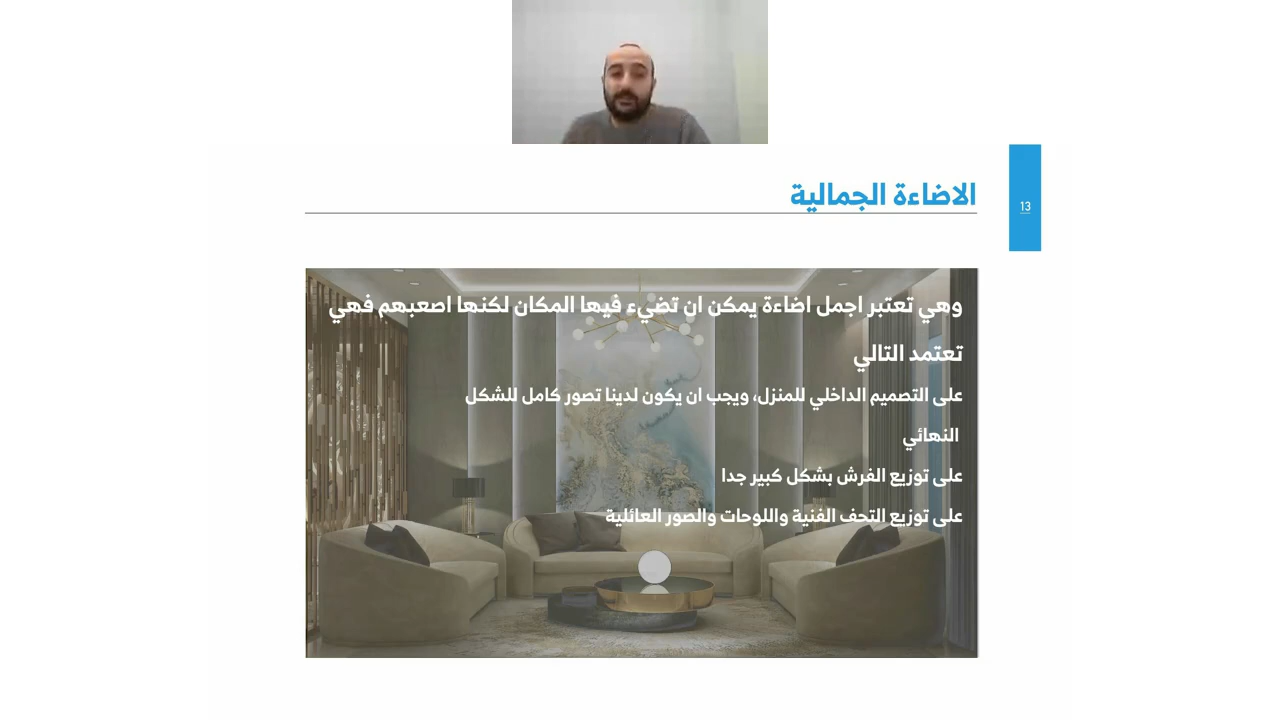 الاضاءة الجمالية
13
وهي تعتبر اجمل اضاءة يمكن ان تضيء فيها المكان لكنها اصعبهم فهي
تعتمد التالي
على التصميم الداخلي للمنزل، ويجب ان يكون لدينا تصور كامل للشكل
النهائي
على توزيع الفرش بشكل كبير جدا
على توزيع التحف الفنية واللوحات والصور العائلية